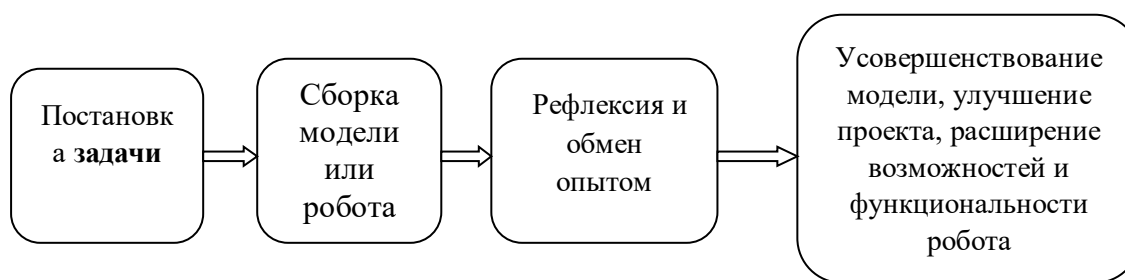 Постановк
а задачи
Сборка
модели
или
робота
Рефлексия и
обмен
опытом
Усовершенствование
модели, улучшение
проекта, расширение
возможностей и
функциональности
робота